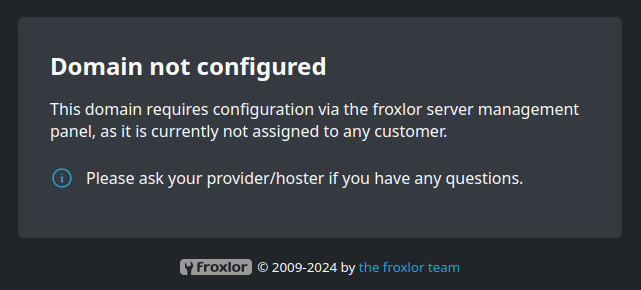 Domain not configured
This domain requires configuration via the froxlor server management
panel, as it is currently not assigned to any customer.
Please ask your provider/hoster if you have any questions.
froxlor © 2009-2024 by the froxlor team